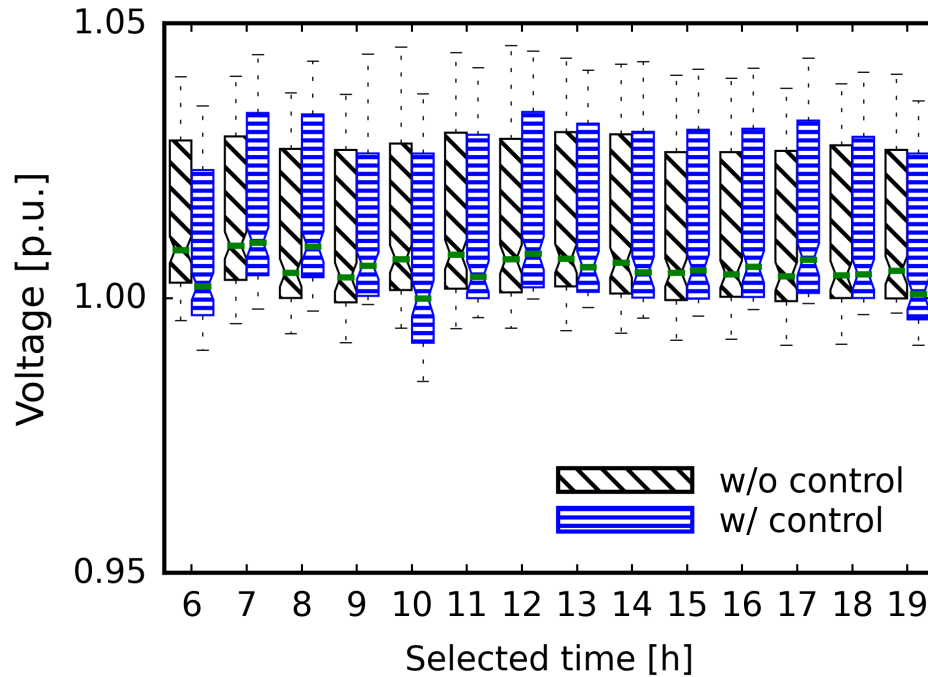 1.05
1.00
0.95
Voltage [p.u.]
w/o control
w/ control
6 7 8 9 10 11 12 13 14 15 16 17 18 19
Selected time [h]